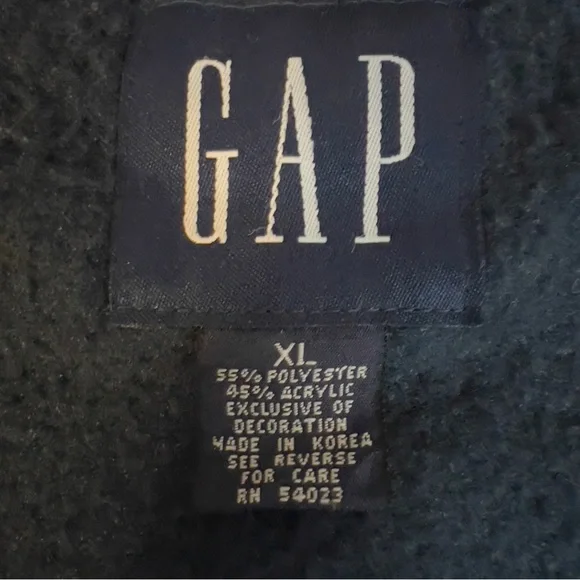 GAP
XL
55% POLYESTER
45% ACRYLIC
EXCLUSIVE OF
DECORATION
MADE IN KOREA
SEE REVERSE
FOR CARE
RN 54023